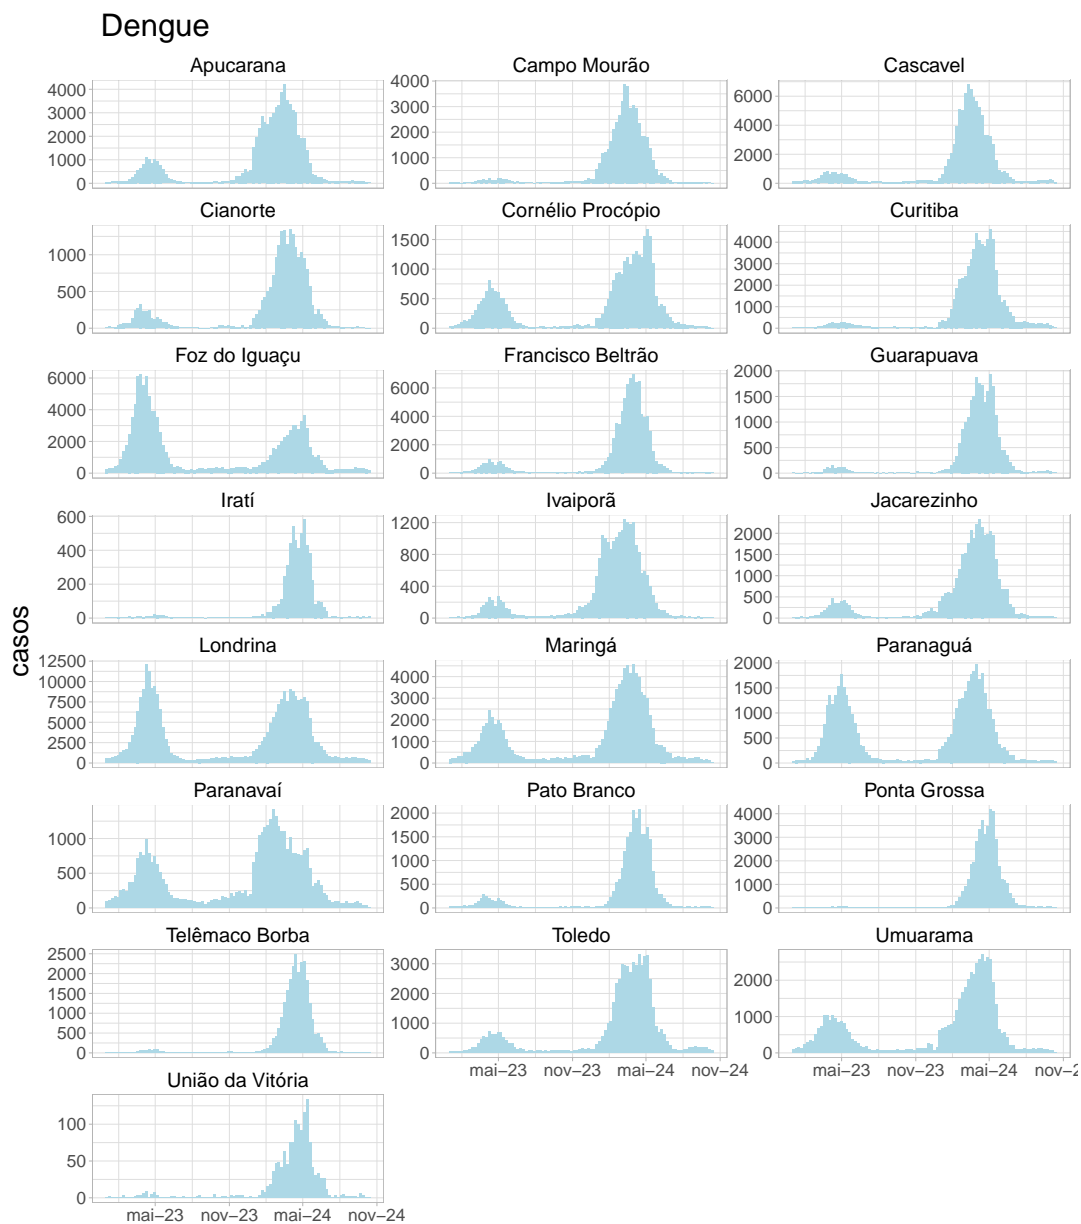 Dengue
casos
Apucarana Campo Mourão Cascavel
4000 3000 2000 1000 0
4000 3000 2000 1000 0
6000 4000 2000 0
Cianorte Cornélio Procópio Curitiba
1000 500 0
1500 1000 500 0
4000 3000 2000 1000 0
Foz do Iguaçu Francisco Beltrão Guarapuava
6000 4000 2000 0
6000 4000 2000 0
2000 1500 1000 500 0
Iratí Ivaiporã Jacarezinho
600 400 200 0
1200 800 400 0
2000 1500 1000 500 0
Londrina Maringá Paranaguá
12500 10000 7500 5000 2500 0
4000 3000 2000 1000 0
2000 1500 1000 500 0
Paranavaí Pato Branco Ponta Grossa
1000 500 0
2000 1500 1000 500 0
4000 3000 2000 1000 0
Telêmaco Borba Toledo Umuarama
2500 2000 1500 1000 500 0
3000 2000 1000 0
2000 1000 0
mai−23 nov−23 mai−24 nov−24
mai−23 nov−23 mai−24 nov−2
União da Vitória
100 50 0
mai−23 nov−23 mai−24 nov−24